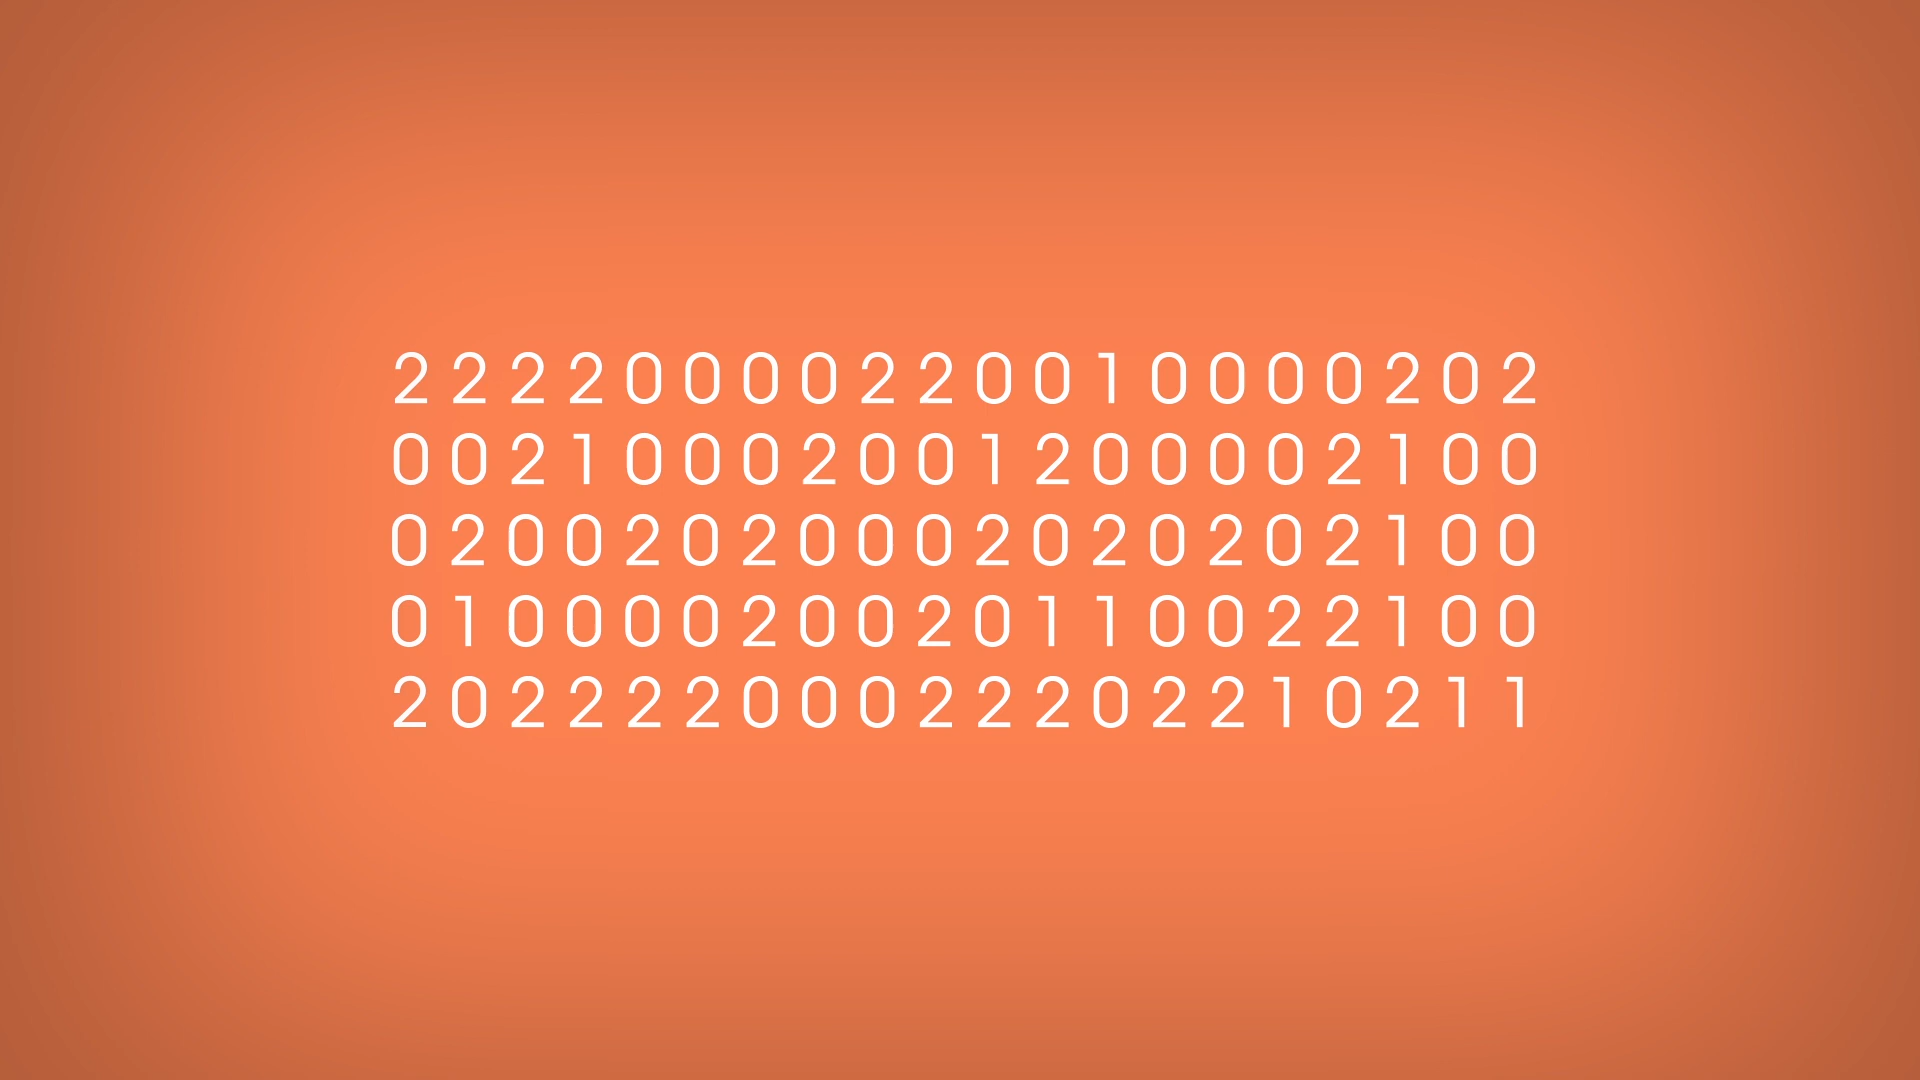 2 2 2 2 0 0 0 0 2 2 0 0 1 0 0 0 0 2 0 2
0 0 2 1 0 0 0 2 0 0 1 2 0 0 0 0 2 1 0 0
0 2 0 0 2 0 2 0 0 0 2 0 2 0 2 0 2 1 0 0
0 1 0 0 0 0 2 0 0 2 0 1 1 0 0 2 2 1 0 0
2 0 2 2 2 2 0 0 0 2 2 2 0 2 2 1 0 2 1 1